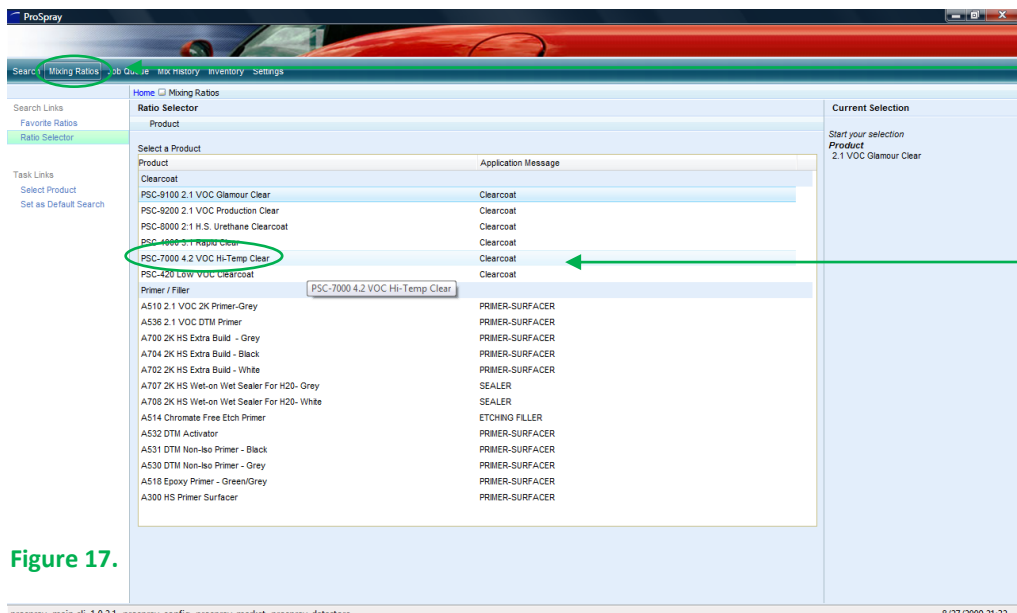 ProSpray
Search Mixing Ratios Job Queue Mix History Inventory Settings
Home Mixing Ratios
Search Links
Favorite Ratios
Ratio Selector
Task Links
Select Product
Set as Default Search
Ratio Selector
Product
Select a Product
Product Application Message
Clearcoat
PSC-9100 2.1 VOC Glamour Clear Clearcoat
PSC-9200 2.1 VOC Production Clear Clearcoat
PSC-8000 2:1 H.S. Urethane Clearcoat Clearcoat
PSC-4000 3:1 Rapid Clear Clearcoat
PSC-7000 4.2 VOC Hi-Temp Clear Clearcoat
PSC-420 Low VOC Clearcoat Clearcoat
PSC-7000 4.2 VOC Hi-Temp Clear
Primer / Filler
A510 2.1 VOC 2K Primer-Grey PRIMER-SURFACER
A536 2.1 VOC DTM Primer PRIMER-SURFACER
A700 2K HS Extra Build - Grey PRIMER-SURFACER
A704 2K HS Extra Build - Black PRIMER-SURFACER
A702 2K HS Extra Build - White PRIMER-SURFACER
A707 2K HS Wet-on Wet Sealer For H20- Grey SEALER
A708 2K HS Wet-on Wet Sealer For H20- White SEALER
A514 Chromate Free Etch Primer ETCHING FILLER
A532 DTM Activator PRIMER-SURFACER
A531 DTM Non-Iso Primer - Black PRIMER-SURFACER
A530 DTM Non-Iso Primer - Grey PRIMER-SURFACER
A518 Epoxy Primer - Green/Grey PRIMER-SURFACER
A300 HS Primer Surfacer PRIMER-SURFACER
Current Selection
Start your selection
Product
2.1 VOC Glamour Clear
Figure 17.